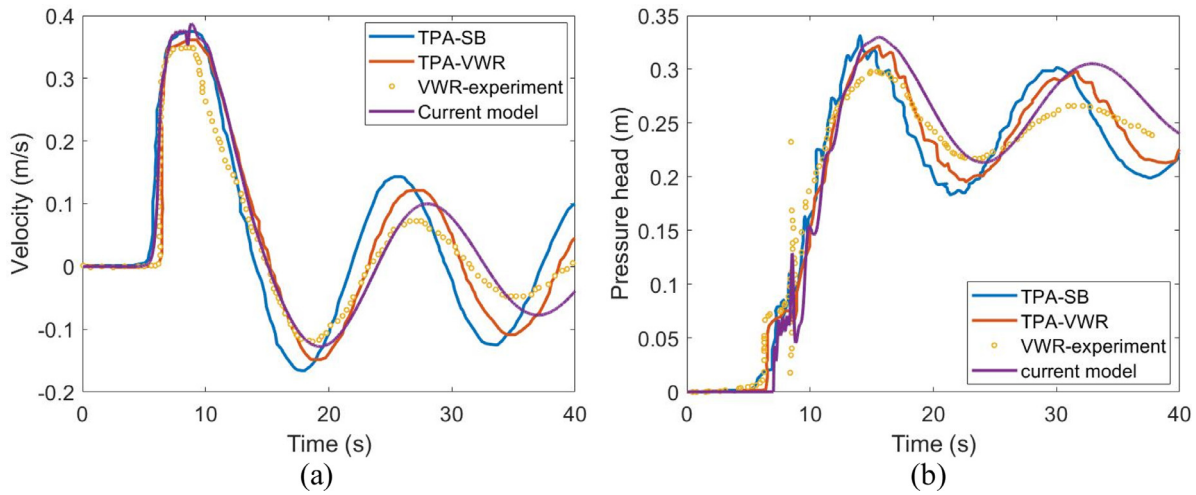 0.4
0.3
0.2
0.1
0
-0.1
-0.2
Velocity (m/s)
TPA-SB
TPA-VWR
VWR-experiment
Current model
0 10 20 30 40
Time (s)
(a)
0.35
0.3
0.25
0.2
0.15
0.1
0.05
0
Pressure head (m)
TPA-SB
TPA-VWR
VWR-experiment
current model
0 10 20 30 40
Time (s)
(b)